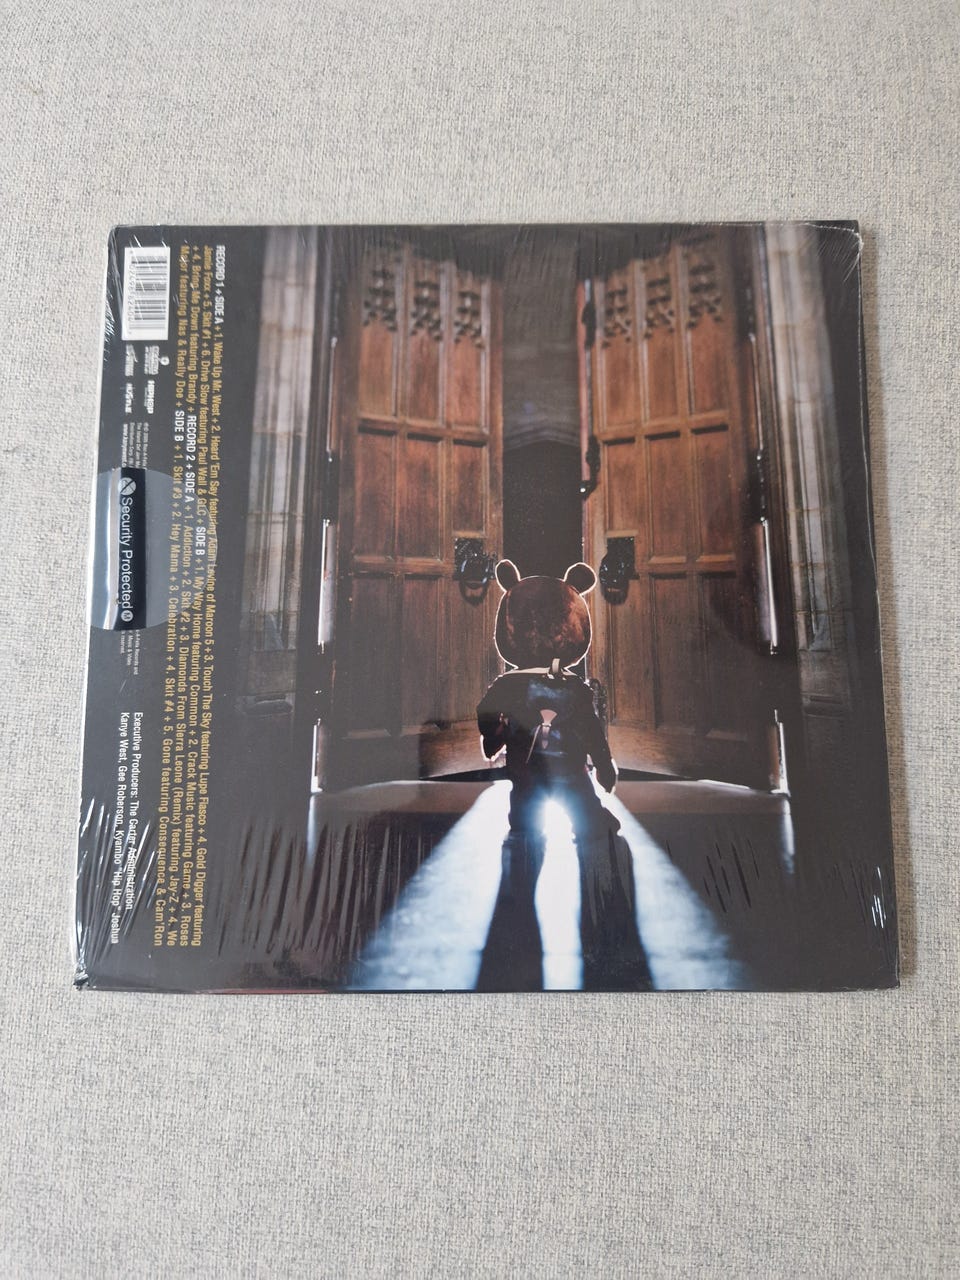 RECORD 1 + SIDE A + 1. Wake Up Mr. West + 2. Heard 'Em Say featuring Adam Levine of Maroon 5 + 3. Touch The Sky featuring Lupe Fiasco + 4. Gold Digger featuring
Jamie Foxx + 5. Skit #1 + 6. Drive Slow featuring Paul Wall & GLC + SIDE B + 1. My Way Home featuring Common + 2. Crack Music featuring Game + 3. Roses
+ 4. Bring Me Down featuring Brandy + RECORD 2 + SIDE A + 1. Addiction + 2. Skit #2 + 3. Diamonds From Sierra Leone (Remix) featuring Jay-Z + 4. We
Major featuring Nas & Really Doe + SIDE B + 1. Skit #3 + 2. Hey Mama + 3. Celebration + 4. Skit #4 + 5. Gone featuring Consequence & Cam'Ron
Security Protected
Executive Producers: The Carter Administration
Kanye West, Gee Roberson, Kyambo "Hip Hop" Joshua